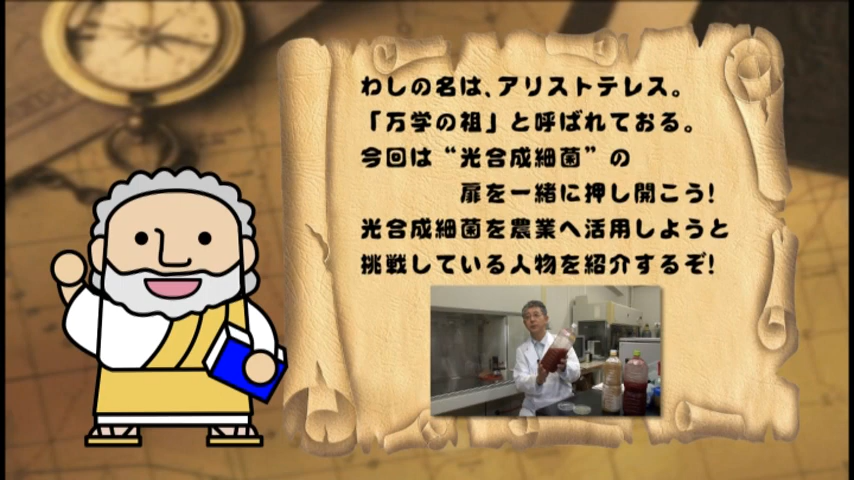 わしの名は、アリストテレス。
「万学の祖」と呼ばれておる。
今回は“光合成細菌”の
扉を一緒に押し開こう!
光合成細菌を農業へ活用しようと
挑戦している人物を紹介するぞ!